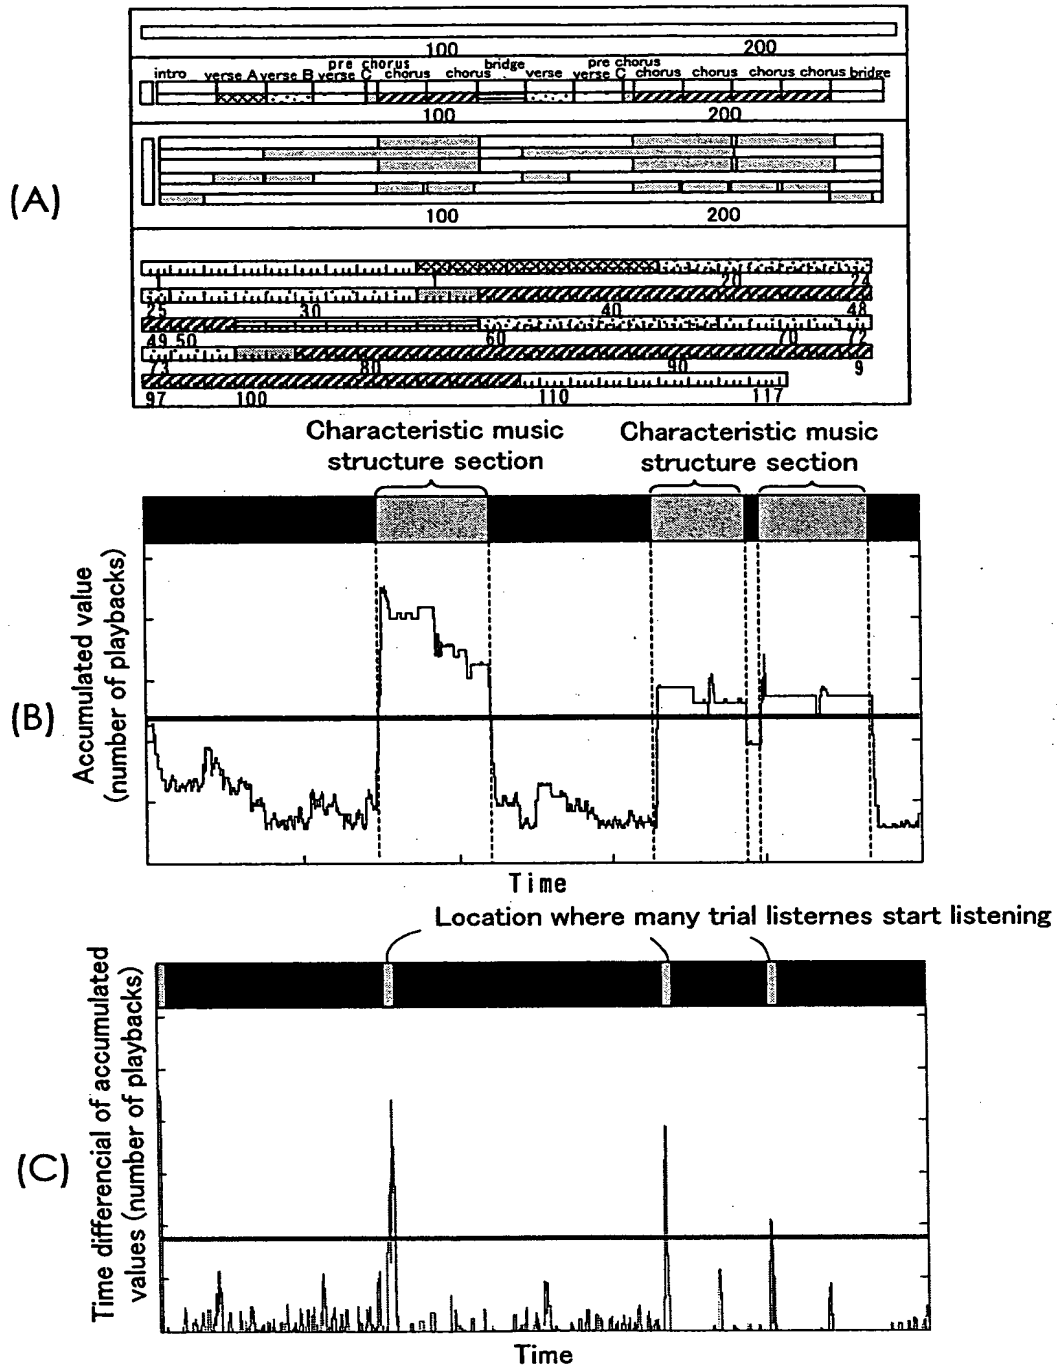 (A)
100 200
pre chorus bridge pre chorus
intro verse A verse B verse C chorus chorus verse verse C chorus chorus chorus chorus bridge
100 200
100 200
1 1 20 24
25 30 40 48
49 50 60 70 72
73 80 90 9
97 100 110 117
Characteristic music
structure section
Characteristic music
structure section
(B)
Accumulated value
(number of playbacks)
Time
Location where many trial listernes start listening
(C)
Time differencial of accumulated
values (number of playbacks)
Time